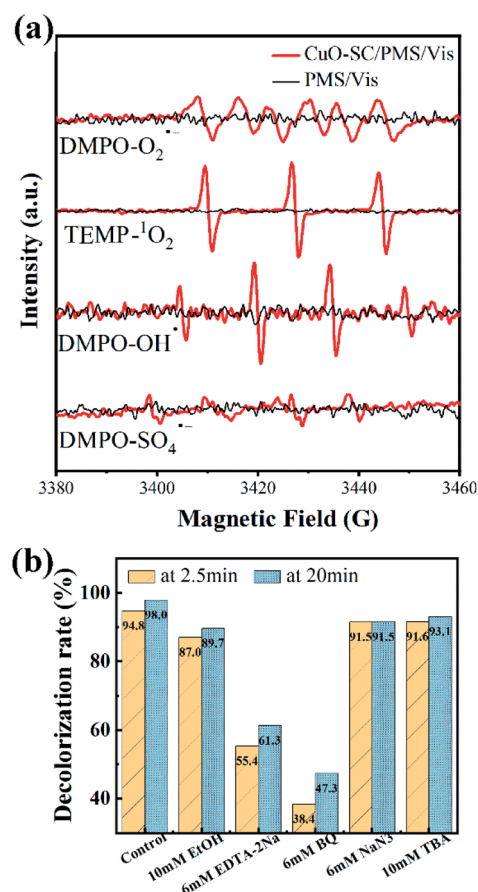 (a)
CuO-SC/PMS/Vis
PMS/Vis
DMPO-O₂•−
TEMP-¹O₂
DMPO-OH•
DMPO-SO₄•−
Intensity (a.u.)
3380 3400 3420 3440 3460
Magnetic Field (G)
(b)
at 2.5min at 20min
Decolorization rate (%)
100
80
60
40
94.8 98.0 87.0 89.7 55.4 61.3 38.4 47.3 91.5 91.5 91.6 93.1
Control 10mM EtOH 6mM EDTA-2Na 6mM BQ 6mM NaN3 10mM TBA